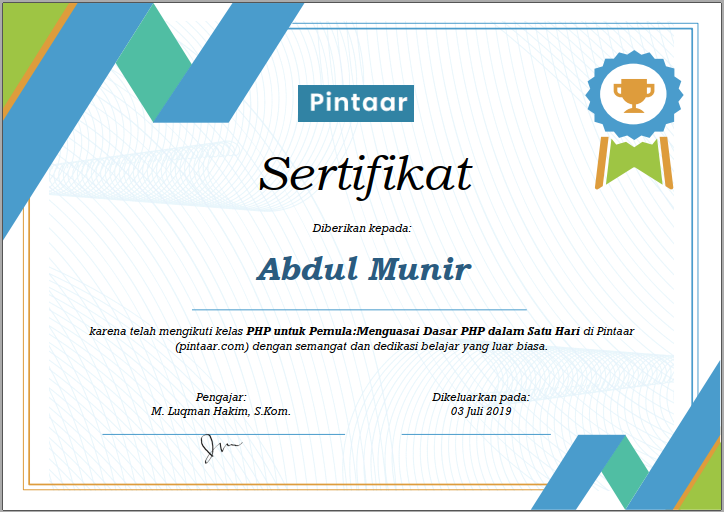 Pintaar
Sertifikat
Diberikan kepada:
Abdul Munir
karena telah mengikuti kelas PHP untuk Pemula:Menguasai Dasar PHP dalam Satu Hari di Pintaar
(pintaar.com) dengan semangat dan dedikasi belajar yang luar biasa.
Pengajar:
M. Luqman Hakim, S.Kom.
Dikeluarkan pada:
03 Juli 2019